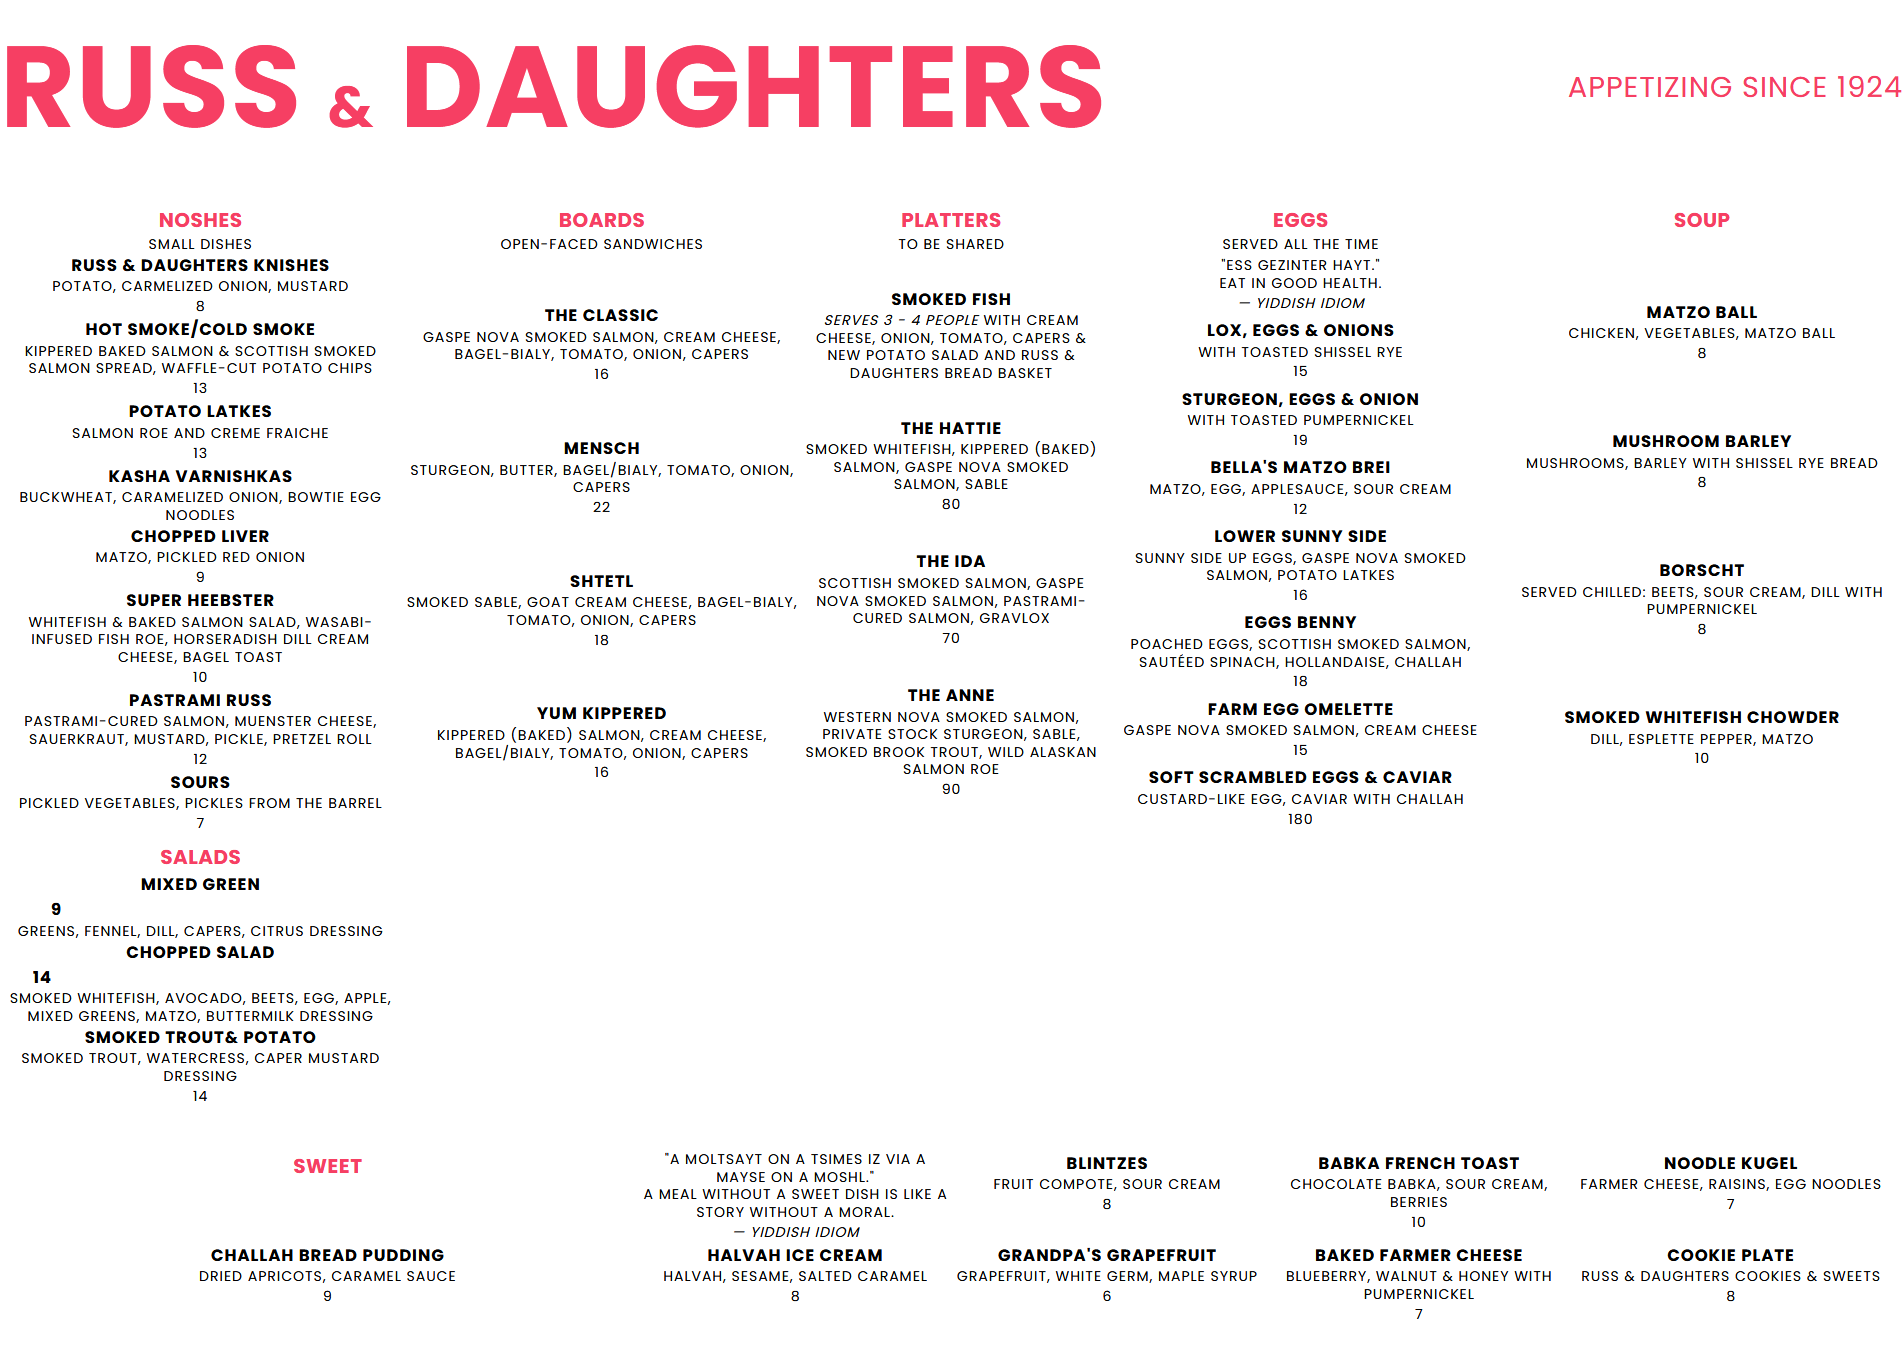 RUSS & DAUGHTERS
APPETIZING SINCE 1924
NOSHES
SMALL DISHES
RUSS & DAUGHTERS KNISHES
POTATO, CARMELIZED ONION, MUSTARD
8
HOT SMOKE/COLD SMOKE
KIPPERED BAKED SALMON & SCOTTISH SMOKED
SALMON SPREAD, WAFFLE-CUT POTATO CHIPS
13
POTATO LATKES
SALMON ROE AND CREME FRAICHE
13
KASHA VARNISHKAS
BUCKWHEAT, CARAMELIZED ONION, BOWTIE EGG
NOODLES
CHOPPED LIVER
MATZO, PICKLED RED ONION
9
SUPER HEEBSTER
WHITEFISH & BAKED SALMON SALAD, WASABI-
INFUSED FISH ROE, HORSERADISH DILL CREAM
CHEESE, BAGEL TOAST
10
PASTRAMI RUSS
PASTRAMI-CURED SALMON, MUENSTER CHEESE,
SAUERKRAUT, MUSTARD, PICKLE, PRETZEL ROLL
12
SOURS
PICKLED VEGETABLES, PICKLES FROM THE BARREL
7
SALADS
MIXED GREEN
9
GREENS, FENNEL, DILL, CAPERS, CITRUS DRESSING
CHOPPED SALAD
14
SMOKED WHITEFISH, AVOCADO, BEETS, EGG, APPLE,
MIXED GREENS, MATZO, BUTTERMILK DRESSING
SMOKED TROUT& POTATO
SMOKED TROUT, WATERCRESS, CAPER MUSTARD
DRESSING
14
BOARDS
OPEN-FACED SANDWICHES
THE CLASSIC
GASPE NOVA SMOKED SALMON, CREAM CHEESE,
BAGEL-BIALY, TOMATO, ONION, CAPERS
16
MENSCH
STURGEON, BUTTER, BAGEL/BIALY, TOMATO, ONION,
CAPERS
22
SHTETL
SMOKED SABLE, GOAT CREAM CHEESE, BAGEL-BIALY,
TOMATO, ONION, CAPERS
18
YUM KIPPERED
KIPPERED (BAKED) SALMON, CREAM CHEESE,
BAGEL/BIALY, TOMATO, ONION, CAPERS
16
PLATTERS
TO BE SHARED
SMOKED FISH
SERVES 3 - 4 PEOPLE WITH CREAM
CHEESE, ONION, TOMATO, CAPERS &
NEW POTATO SALAD AND RUSS &
DAUGHTERS BREAD BASKET
THE HATTIE
SMOKED WHITEFISH, KIPPERED (BAKED)
SALMON, GASPE NOVA SMOKED
SALMON, SABLE
80
THE IDA
SCOTTISH SMOKED SALMON, GASPE
NOVA SMOKED SALMON, PASTRAMI-
CURED SALMON, GRAVLOX
70
THE ANNE
WESTERN NOVA SMOKED SALMON,
PRIVATE STOCK STURGEON, SABLE,
SMOKED BROOK TROUT, WILD ALASKAN
SALMON ROE
90
EGGS
SERVED ALL THE TIME
"ESS GEZINTER HAYT."
EAT IN GOOD HEALTH.
— YIDDISH IDIOM
LOX, EGGS & ONIONS
WITH TOASTED SHISSEL RYE
15
STURGEON, EGGS & ONION
WITH TOASTED PUMPERNICKEL
19
BELLA'S MATZO BREI
MATZO, EGG, APPLESAUCE, SOUR CREAM
12
LOWER SUNNY SIDE
SUNNY SIDE UP EGGS, GASPE NOVA SMOKED
SALMON, POTATO LATKES
16
EGGS BENNY
POACHED EGGS, SCOTTISH SMOKED SALMON,
SAUTÉED SPINACH, HOLLANDAISE, CHALLAH
18
FARM EGG OMELETTE
GASPE NOVA SMOKED SALMON, CREAM CHEESE
15
SOFT SCRAMBLED EGGS & CAVIAR
CUSTARD-LIKE EGG, CAVIAR WITH CHALLAH
180
SOUP
MATZO BALL
CHICKEN, VEGETABLES, MATZO BALL
8
MUSHROOM BARLEY
MUSHROOMS, BARLEY WITH SHISSEL RYE BREAD
8
BORSCHT
SERVED CHILLED: BEETS, SOUR CREAM, DILL WITH
PUMPERNICKEL
8
SMOKED WHITEFISH CHOWDER
DILL, ESPLETTE PEPPER, MATZO
10
SWEET
"A MOLTSAYT ON A TSIMES IZ VIA A
MAYSE ON A MOSHL."
A MEAL WITHOUT A SWEET DISH IS LIKE A
STORY WITHOUT A MORAL.
— YIDDISH IDIOM
BLINTZES
FRUIT COMPOTE, SOUR CREAM
8
BABKA FRENCH TOAST
CHOCOLATE BABKA, SOUR CREAM,
BERRIES
10
NOODLE KUGEL
FARMER CHEESE, RAISINS, EGG NOODLES
7
CHALLAH BREAD PUDDING
DRIED APRICOTS, CARAMEL SAUCE
9
HALVAH ICE CREAM
HALVAH, SESAME, SALTED CARAMEL
8
GRANDPA'S GRAPEFRUIT
GRAPEFRUIT, WHITE GERM, MAPLE SYRUP
6
BAKED FARMER CHEESE
BLUEBERRY, WALNUT & HONEY WITH
PUMPERNICKEL
7
COOKIE PLATE
RUSS & DAUGHTERS COOKIES & SWEETS
8